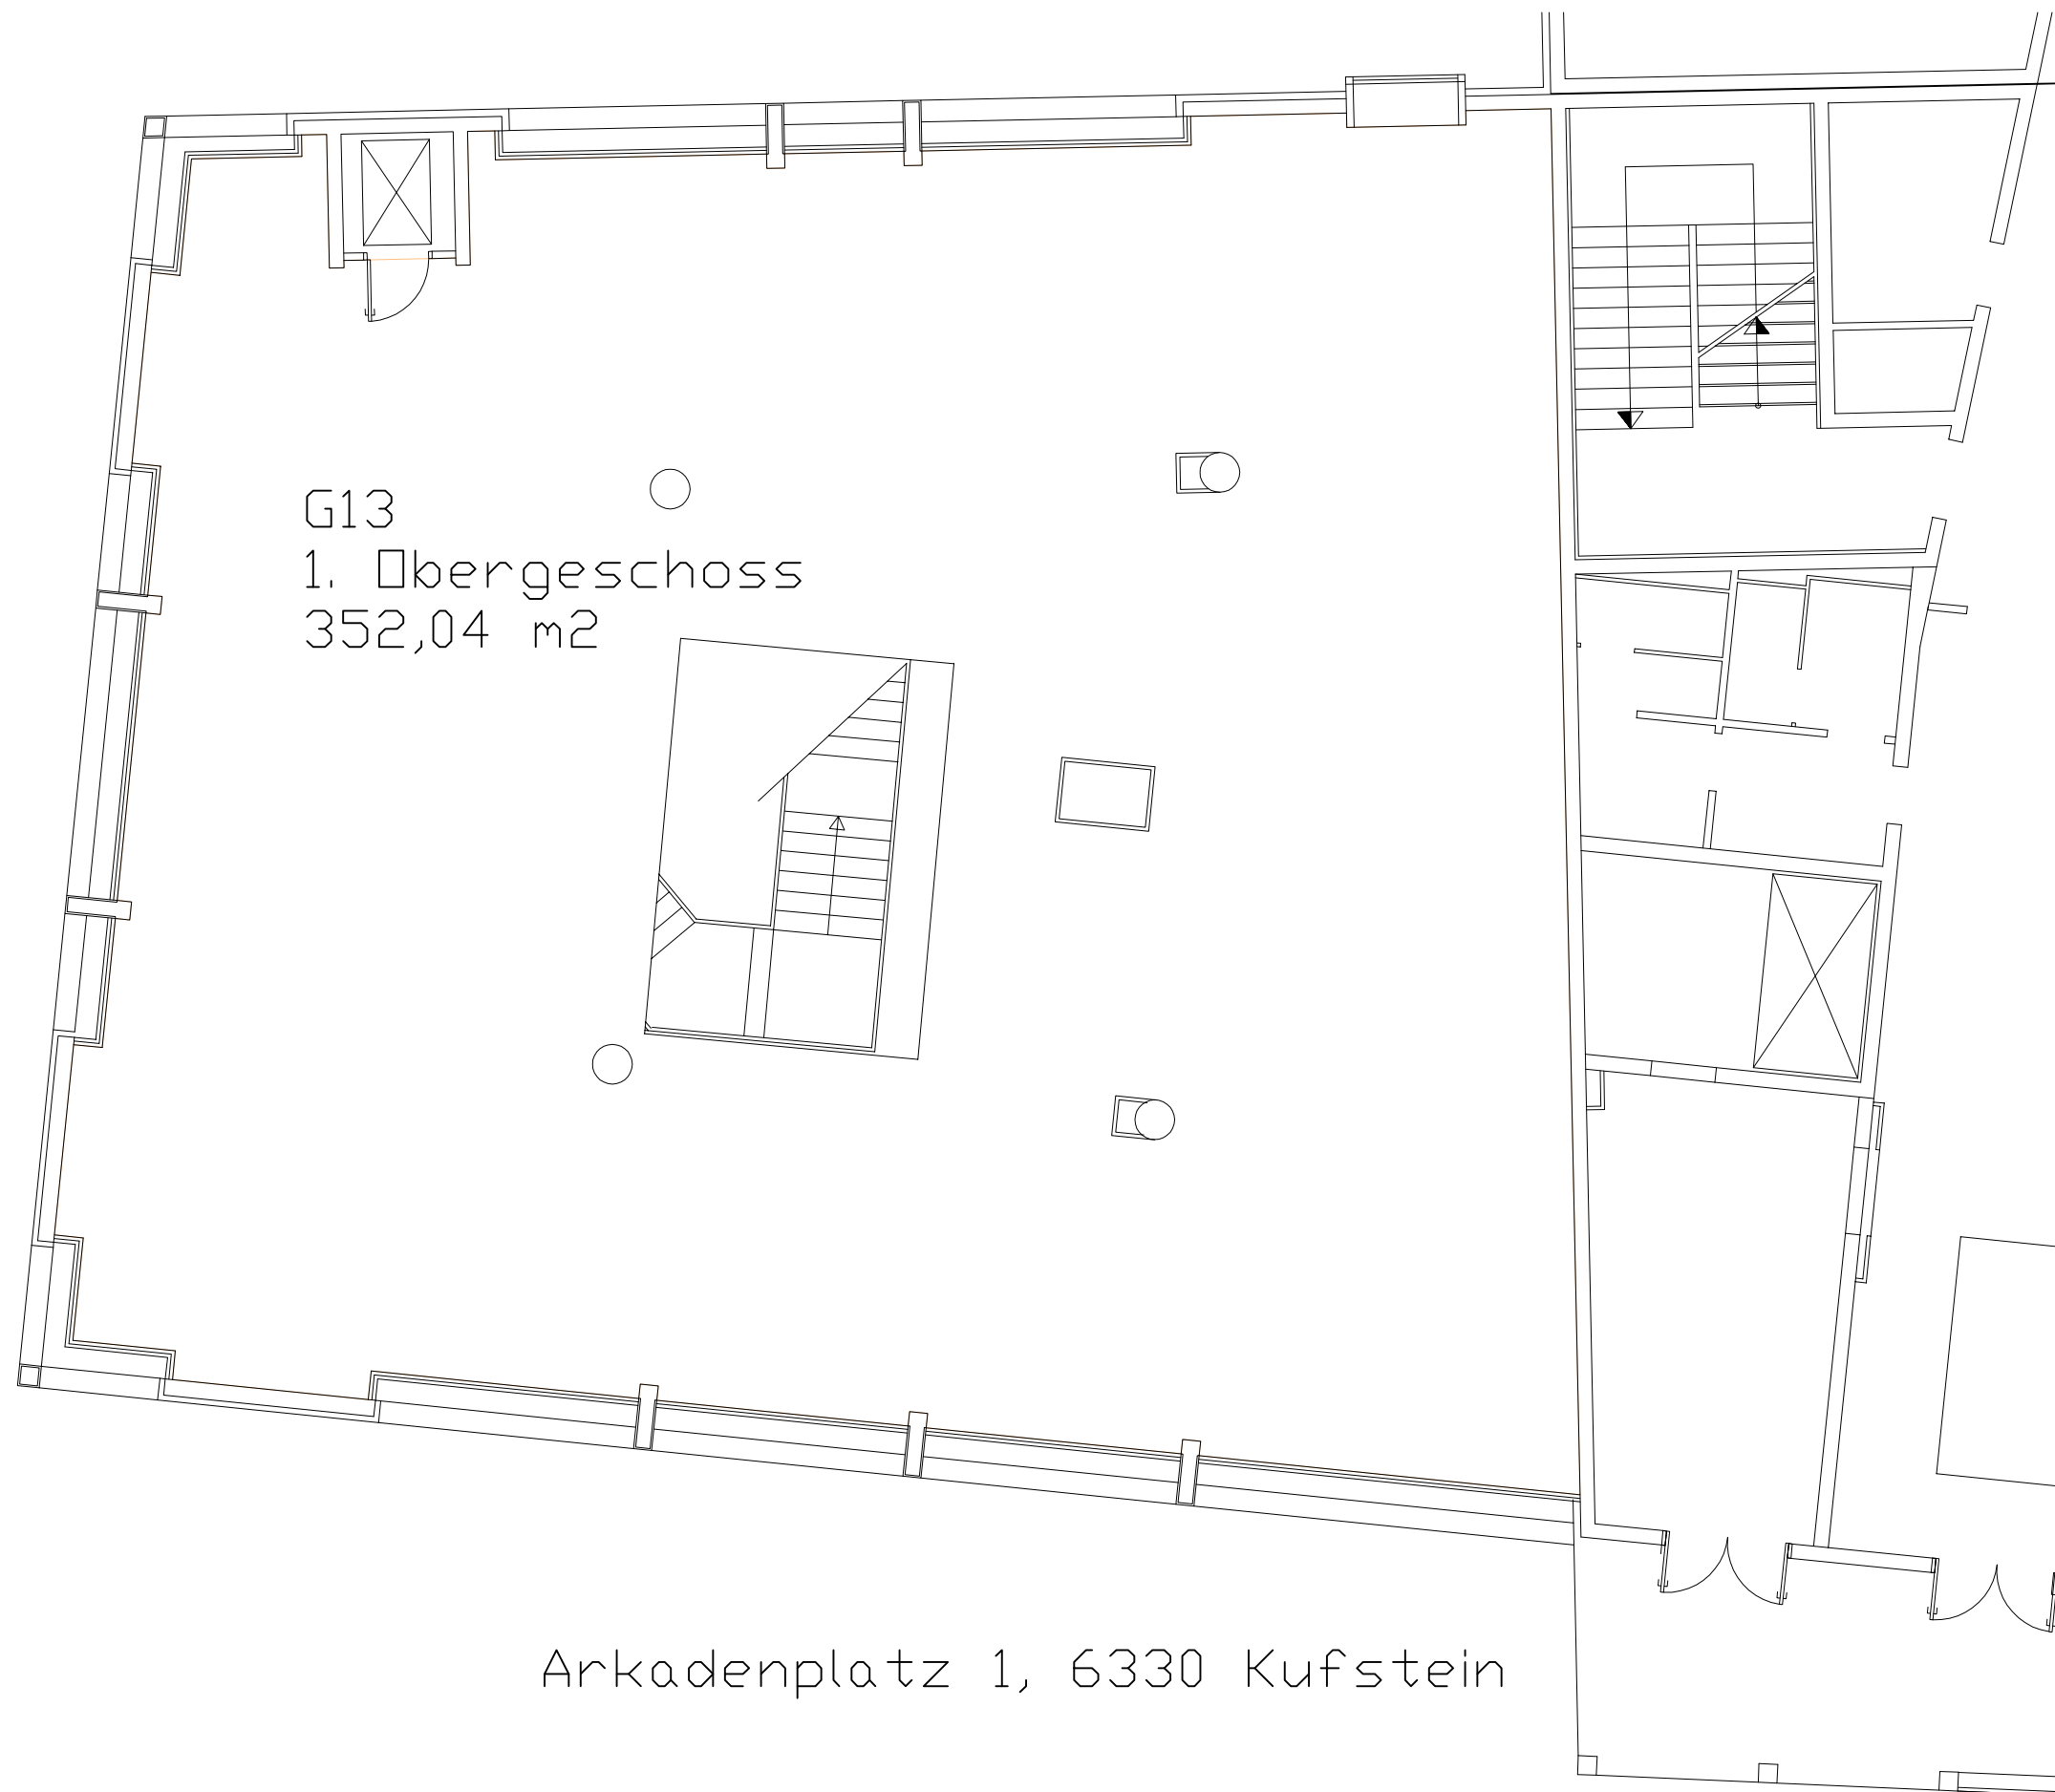 G13
1. Obergeschoss
352,04 m2
Arkadenplatz 1, 6330 Kufstein